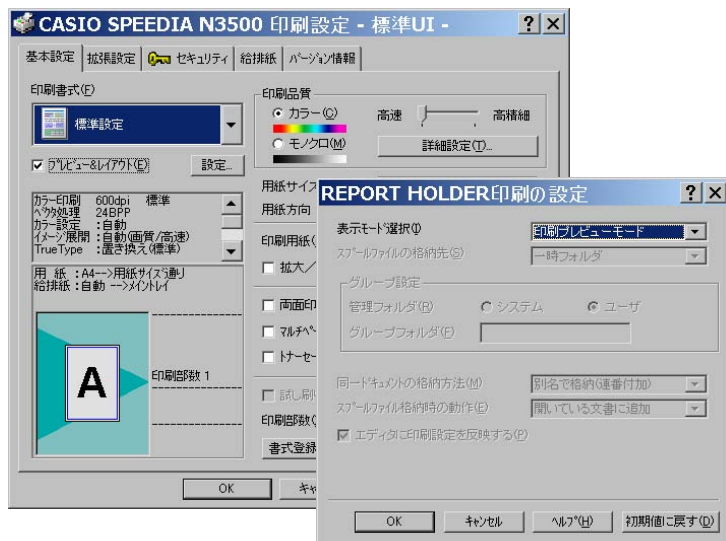 CASIO SPEEDIA N3500 印刷設定 - 標準UI -
基本設定 拡張設定 セキュリティ 給排紙 バージョン情報
印刷書式(F)
標準設定
プレビュー&レイアウト(E) 設定...
カラー印刷 600dpi 標準
ベクタ処理 24BPP
カラー設定 :自動
イメージ展開 :自動(画質/高速)
TrueType :置き換え(標準)
用 紙 :A4-->用紙サイズ通り
給排紙:自動 -->メイントレイ
A
印刷部数 1
印刷品質
カラー(C)
モノクロ(M)
高速 高精細
詳細設定(T)...
用紙サイズ
用紙方向
印刷用紙(
拡大/
両面印
マルチペ
トナーセー
試し刷
印刷部数(
書式登録
OK キャ
REPORT HOLDER印刷の設定
表示モード選択(I) 印刷プレビューモード
スプールファイルの格納先(S) 一時フォルダ
グループ設定
管理フォルダ(R) システム ユーザ
グループフォルダ(F)
同一ドキュメントの格納方法(M) 別名で格納(連番付加)
スプールファイル格納時の動作(E) 開いている文書に追加
エディタに印刷設定を反映する(P)
OK キャンセル ヘルプ(H) 初期値に戻す(D)